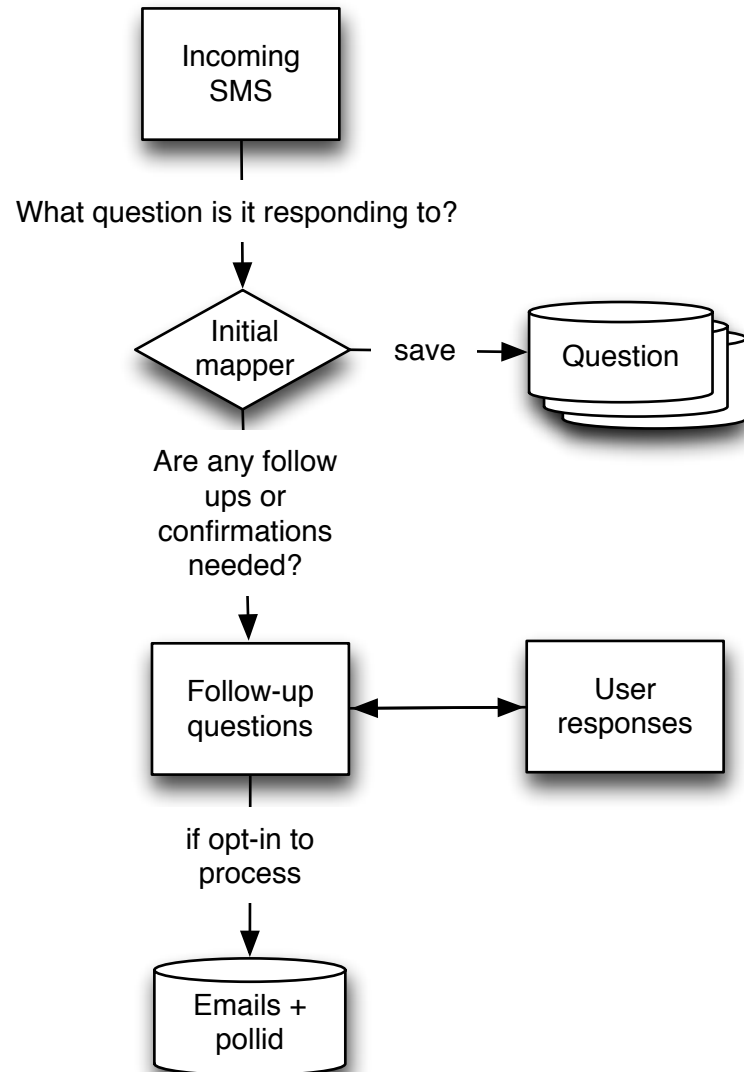 Incoming
SMS
What question is it responding to?
Initial
mapper
save
Question
Are any follow
ups or
confirmations
needed?
Follow-up
questions
User
responses
if opt-in to
process
Emails +
pollid